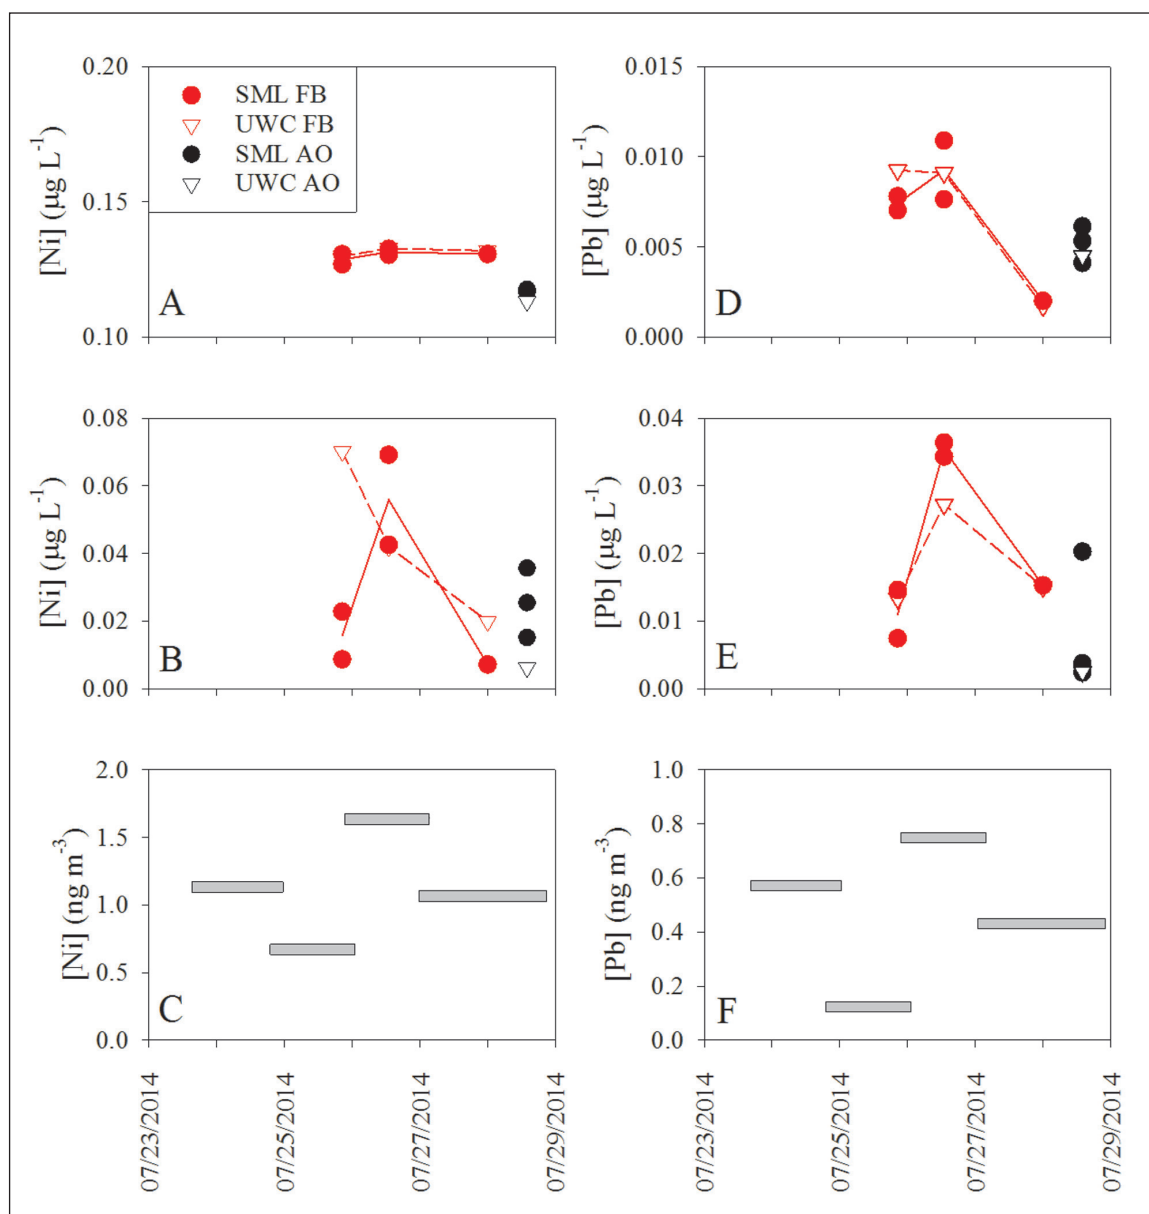 [Ni] (µg L-1)
0.20
0.15
0.10
SML FB
UWC FB
SML AO
UWC AO
A
[Pb] (µg L-1)
0.015
0.010
0.005
0.000
D
[Ni] (µg L-1)
0.08
0.06
0.04
0.02
0.00
B
[Pb] (µg L-1)
0.04
0.03
0.02
0.01
0.00
E
[Ni] (ng m-3)
2.0
1.5
1.0
0.5
0.0
C
07/23/2014
07/25/2014
07/27/2014
07/29/2014
[Pb] (ng m-3)
1.0
0.8
0.6
0.4
0.2
0.0
F
07/23/2014
07/25/2014
07/27/2014
07/29/2014